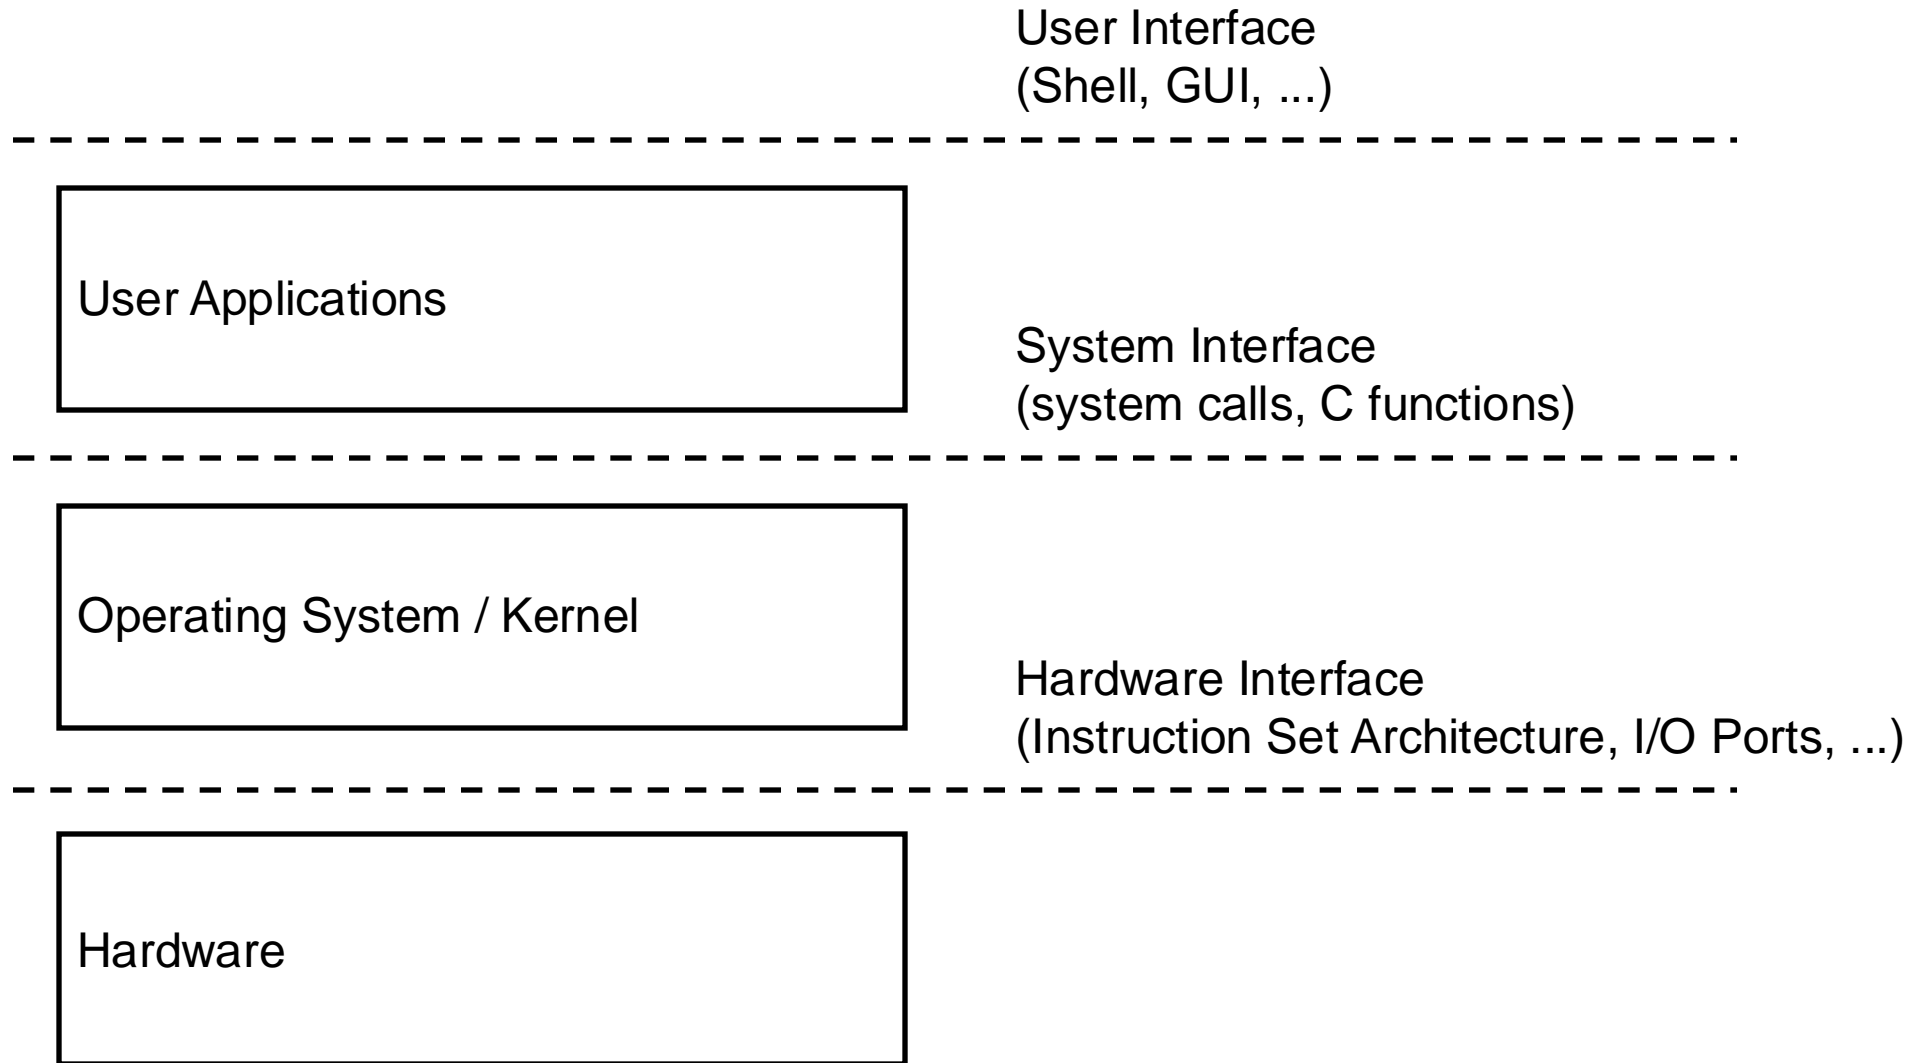 User Interface
(Shell, GUI, ...)
User Applications
System Interface
(system calls, C functions)
Operating System / Kernel
Hardware Interface
(Instruction Set Architecture, I/O Ports, ...)
Hardware